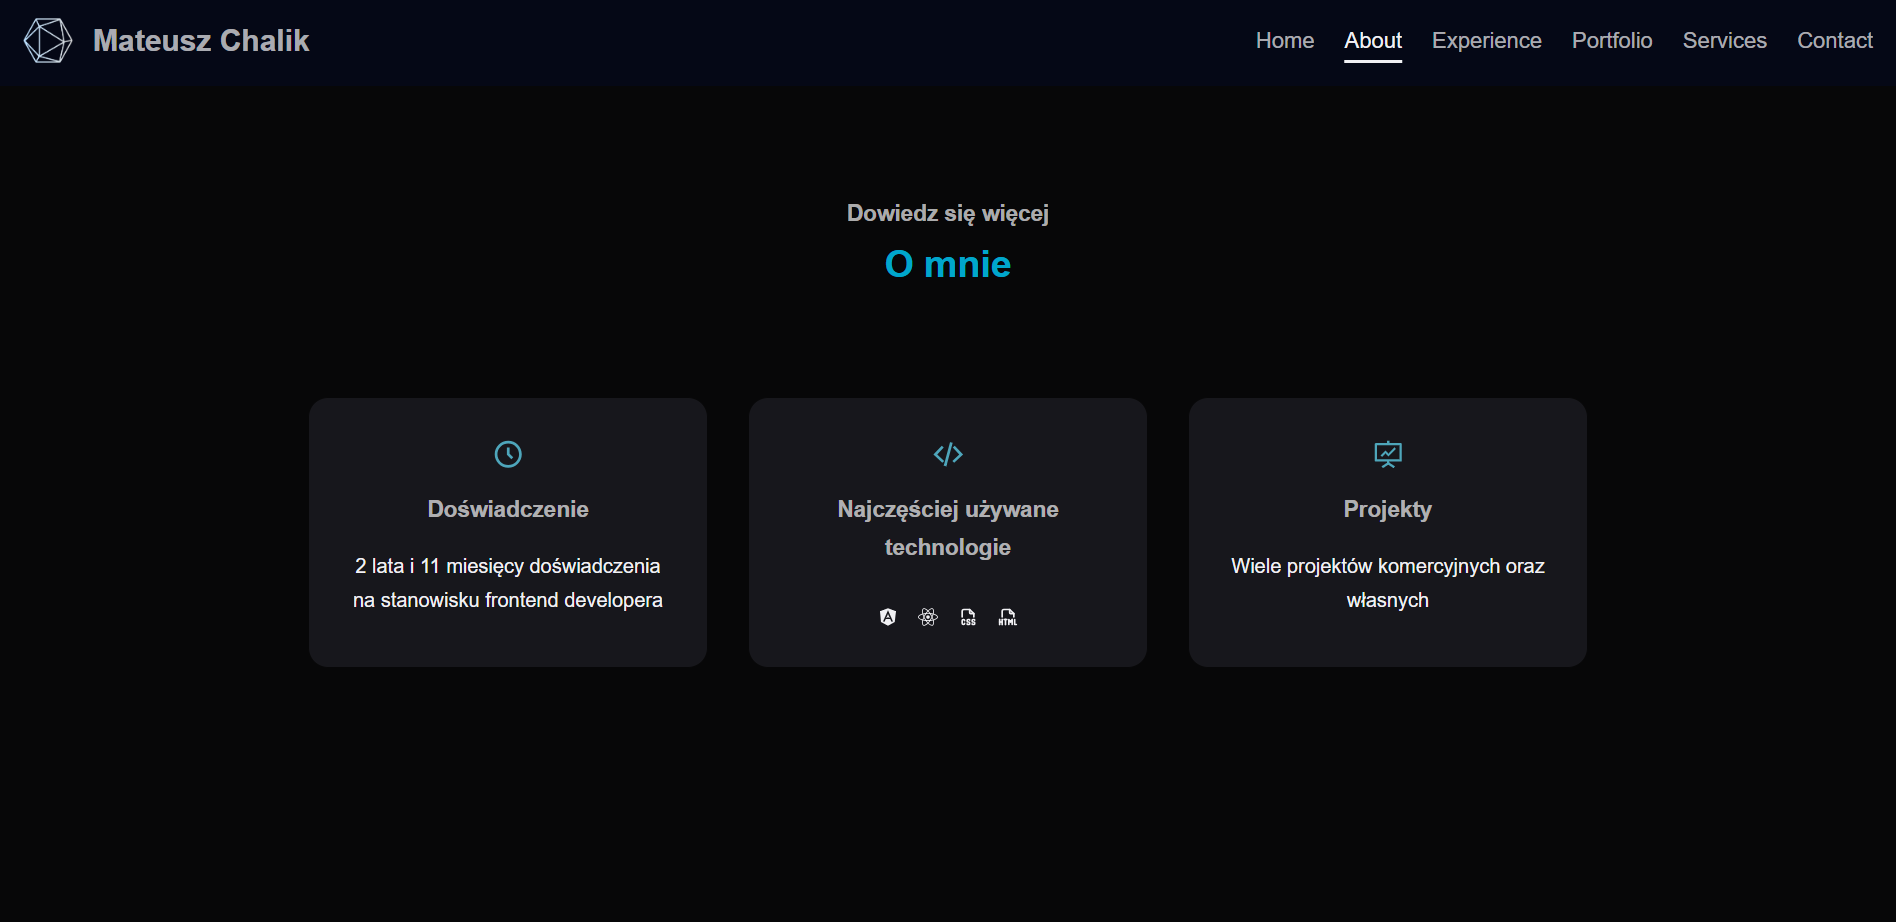 Mateusz Chalik
Home About Experience Portfolio Services Contact
Dowiedz się więcej
O mnie
Doświadczenie
2 lata i 11 miesięcy doświadczenia
na stanowisku frontend developera
Najczęściej używane
technologie
CSS HTML
Projekty
Wiele projektów komercyjnych oraz
własnych